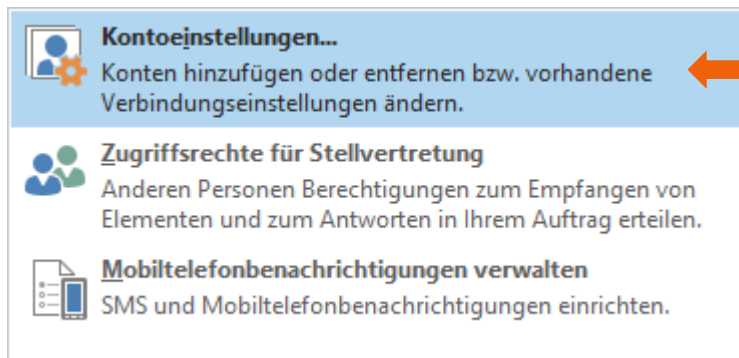 Kontoeinstellungen...
Konten hinzufügen oder entfernen bzw. vorhandene
Verbindungseinstellungen ändern.
Zugriffsrechte für Stellvertretung
Anderen Personen Berechtigungen zum Empfangen von
Elementen und zum Antworten in Ihrem Auftrag erteilen.
Mobiltelefonbenachrichtigungen verwalten
SMS und Mobiltelefonbenachrichtigungen einrichten.